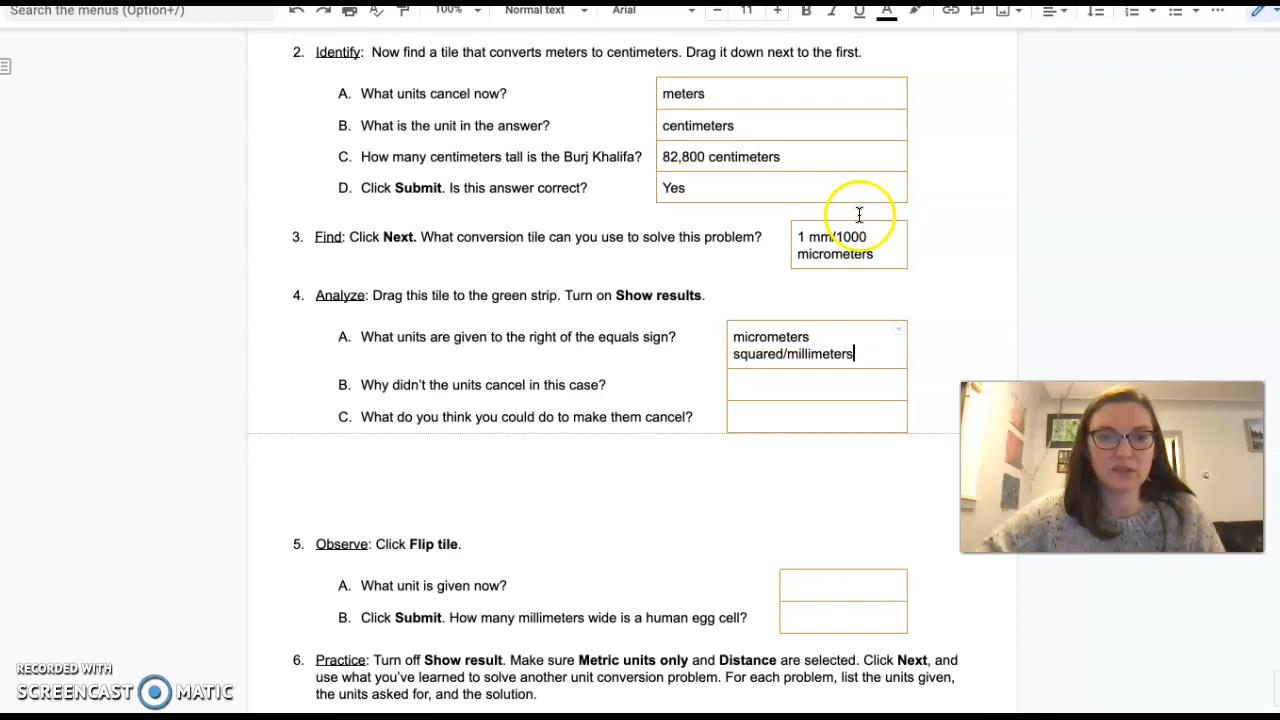 Search the menus (Option+/)
100%
Normal text
Arial
11
B
I
U
A
2. Identify: Now find a tile that converts meters to centimeters. Drag it down next to the first.
A. What units cancel now? meters
B. What is the unit in the answer? centimeters
C. How many centimeters tall is the Burj Khalifa? 82,800 centimeters
D. Click Submit. Is this answer correct? Yes
3. Find: Click Next. What conversion tile can you use to solve this problem? 1 mm/1000
micrometers
4. Analyze: Drag this tile to the green strip. Turn on Show results.
A. What units are given to the right of the equals sign? micrometers
squared/millimeters
B. Why didn't the units cancel in this case?
C. What do you think you could do to make them cancel?
5. Observe: Click Flip tile.
A. What unit is given now?
B. Click Submit. How many millimeters wide is a human egg cell?
6. Practice: Turn off Show result. Make sure Metric units only and Distance are selected. Click Next, and
use what you've learned to solve another unit conversion problem. For each problem, list the units given,
the units asked for, and the solution.
RECORDED WITH
SCREENCAST MATIC